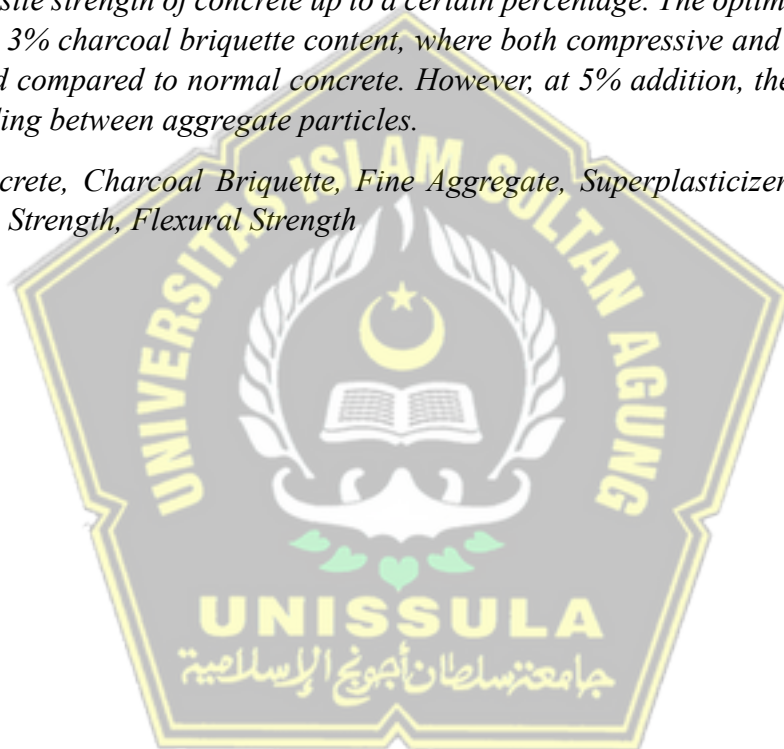 site strength of concrete up to a certain percentage. The optim
3% charcoal briquette content, where both compressive and
d compared to normal concrete. However, at 5% addition, the
ling between aggregate particles.
crete, Charcoal Briquette, Fine Aggregate, Superplasticizer
Strength, Flexural Strength
UNIVERSITAS ISLAM SULTAN AGUNG
UNISSULA
جامعة سلطان أجونج الإسلامية